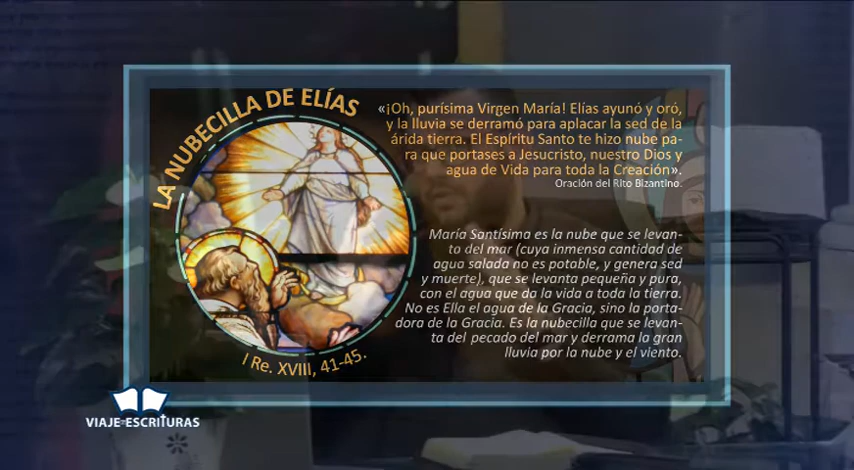 LA NUBECILLA DE ELÍAS
«¡Oh, purísima Virgen María! Elías ayunó y oró,
y la lluvia se derramó para aplacar la sed de la
árida tierra. El Espíritu Santo te hizo nube pa-
ra que portases a Jesucristo, nuestro Dios y
agua de Vida para toda la Creación».
Oración del Rito Bizantino.
María Santísima es la nube que se levan-
ta del mar (cuya inmensa cantidad de
agua salada no es potable, y genera sed
y muerte), que se levanta pequeña y pura,
con el agua que da la vida a toda la tierra.
No es Ella el agua de la Gracia, sino la porta-
dora de la Gracia. Es la nubecilla que se levan-
ta del pecado del mar y derrama la gran
lluvia por la nube y el viento.
I Re. XVIII, 41-45.
VIAJE ESCRITURAS